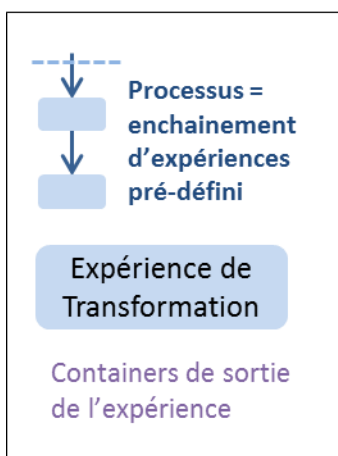 Processus =
enchainement
d'expériences
pré-défini
Expérience de
Transformation
Containers de sortie
de l'expérience